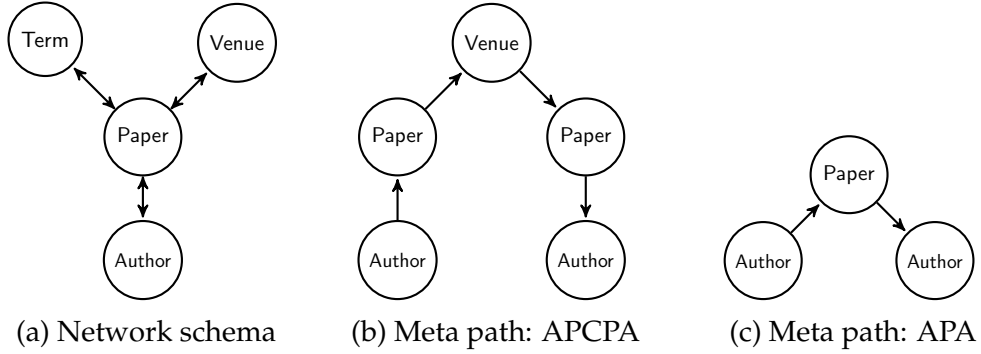 Term
Venue
Paper
Author
(a) Network schema
Venue
Paper
Paper
Author
Author
(b) Meta path: APCPA
Paper
Author
Author
(c) Meta path: APA